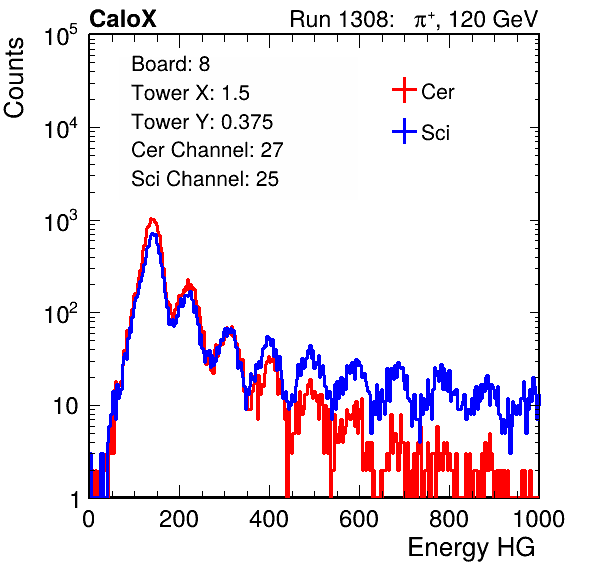 CaloX Run 1308: π⁺, 120 GeV
Counts
Board: 8
Tower X: 1.5
Tower Y: 0.375
Cer Channel: 27
Sci Channel: 25
Cer
Sci
10⁵
10⁴
10³
10²
10
1
0 200 400 600 800 1000
Energy HG